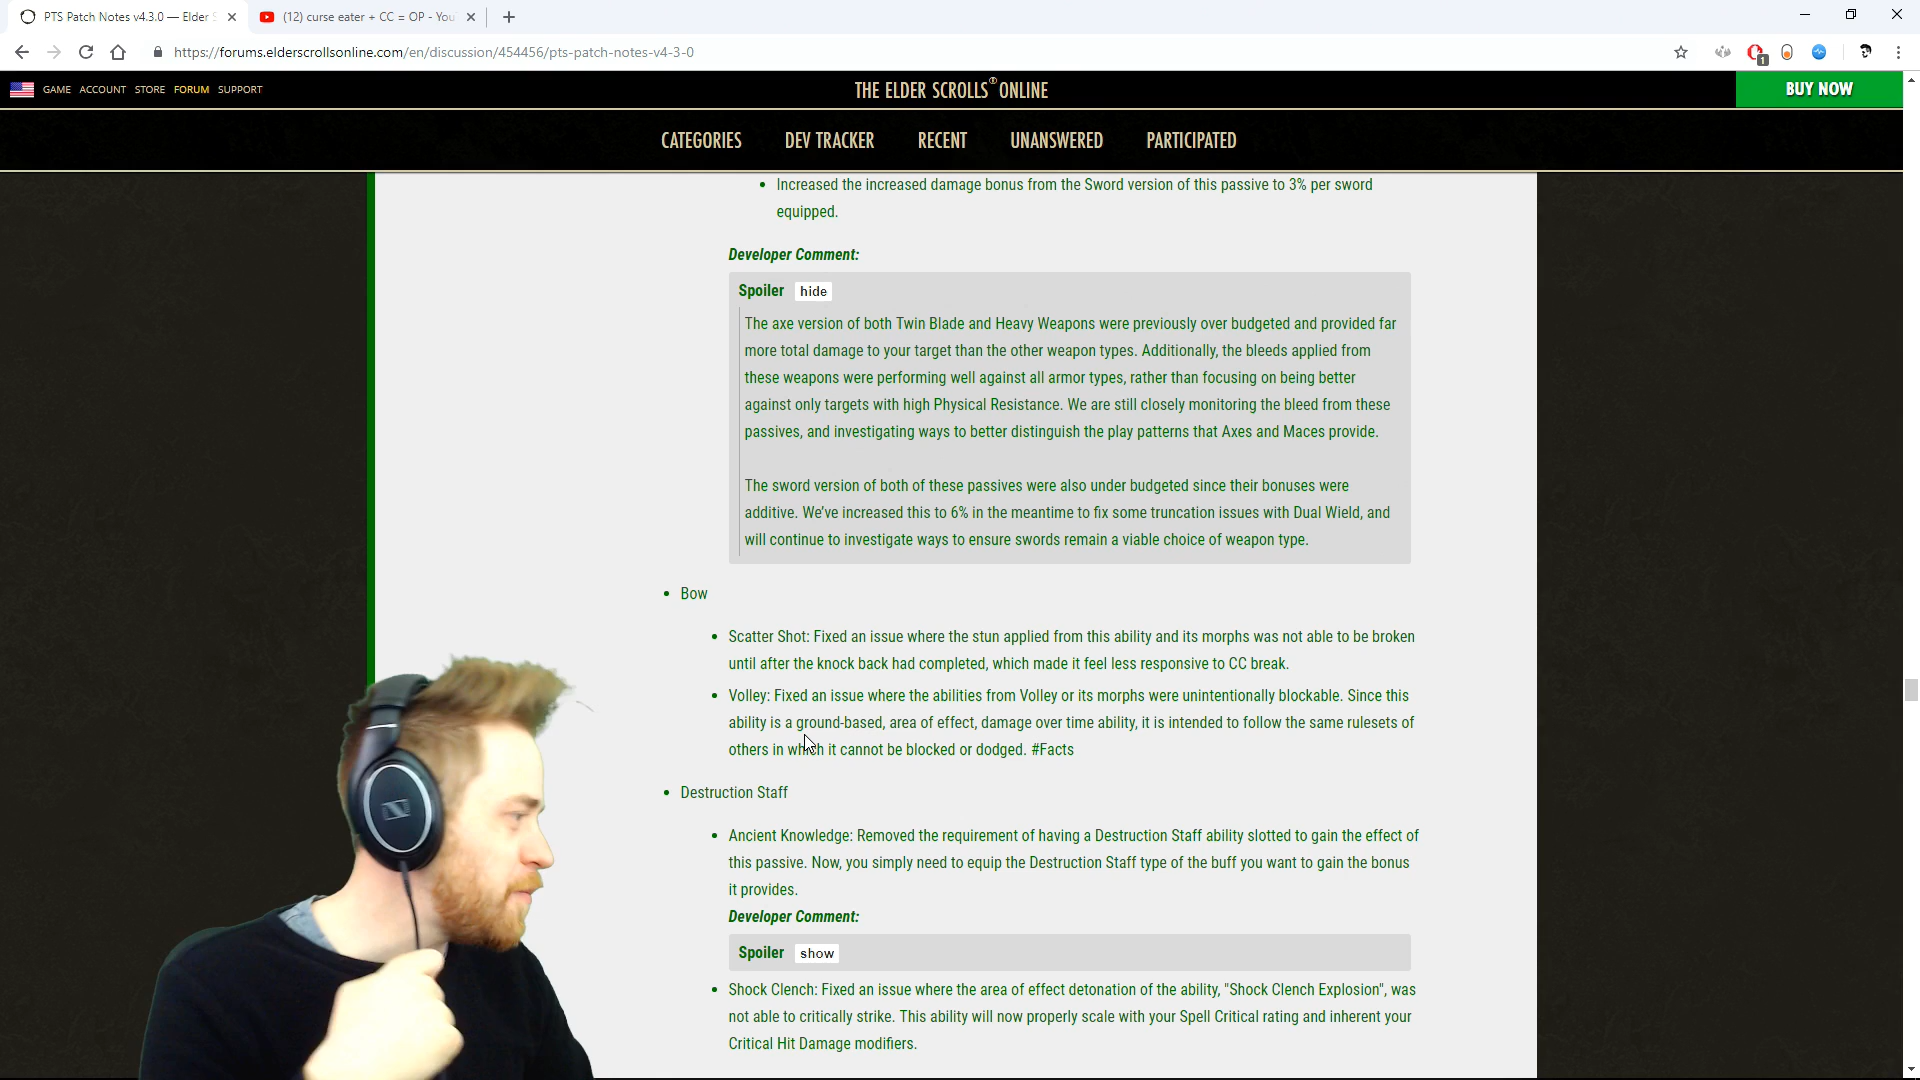 PTS Patch Notes v4.3.0 — Elder S
(12) curse eater + CC = OP - You
https://forums.elderscrollsonline.com/en/discussion/454456/pts-patch-notes-v4-3-0
1
GAME ACCOUNT STORE FORUM SUPPORT
THE ELDER SCROLLS ONLINE
BUY NOW
CATEGORIES DEV TRACKER RECENT UNANSWERED PARTICIPATED
• Increased the increased damage bonus from the Sword version of this passive to 3% per sword
equipped.
Developer Comment:
Spoiler hide
The axe version of both Twin Blade and Heavy Weapons were previously over budgeted and provided far
more total damage to your target than the other weapon types. Additionally, the bleeds applied from
these weapons were performing well against all armor types, rather than focusing on being better
against only targets with high Physical Resistance. We are still closely monitoring the bleed from these
passives, and investigating ways to better distinguish the play patterns that Axes and Maces provide.
The sword version of both of these passives were also under budgeted since their bonuses were
additive. We've increased this to 6% in the meantime to fix some truncation issues with Dual Wield, and
will continue to investigate ways to ensure swords remain a viable choice of weapon type.
• Bow
• Scatter Shot: Fixed an issue where the stun applied from this ability and its morphs was not able to be broken
until after the knock back had completed, which made it feel less responsive to CC break.
• Volley: Fixed an issue where the abilities from Volley or its morphs were unintentionally blockable. Since this
ability is a ground-based, area of effect, damage over time ability, it is intended to follow the same rulesets of
others in which it cannot be blocked or dodged. #Facts
• Destruction Staff
• Ancient Knowledge: Removed the requirement of having a Destruction Staff ability slotted to gain the effect of
this passive. Now, you simply need to equip the Destruction Staff type of the buff you want to gain the bonus
it provides.
Developer Comment:
Spoiler show
• Shock Clench: Fixed an issue where the area of effect detonation of the ability, "Shock Clench Explosion", was
not able to critically strike. This ability will now properly scale with your Spell Critical rating and inherent your
Critical Hit Damage modifiers.